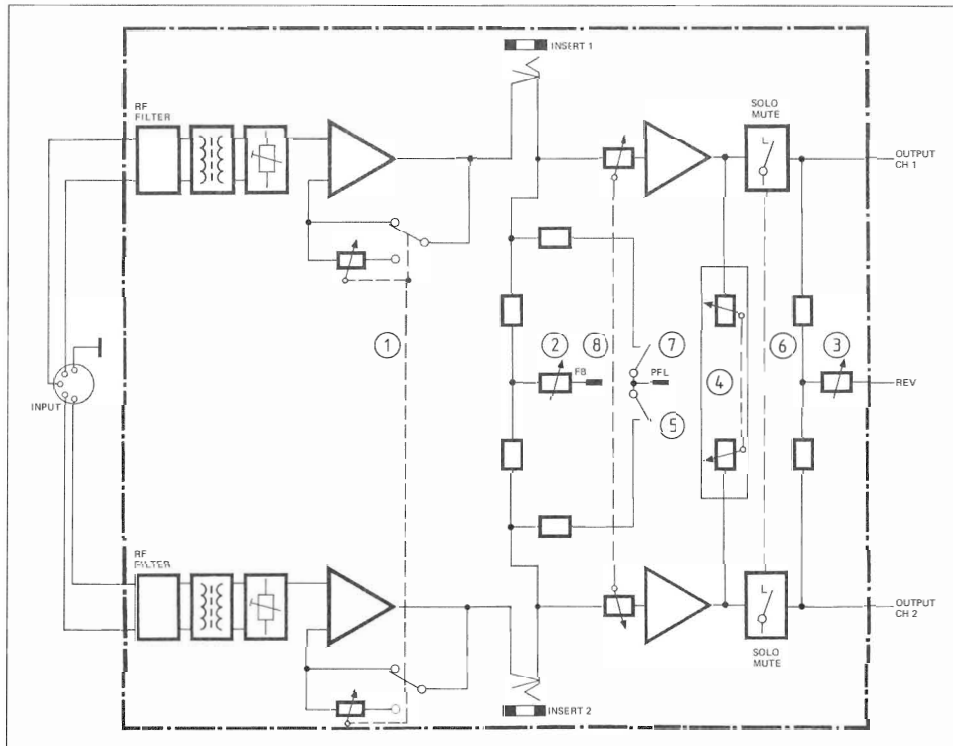 INSERT 1
RF
FILTER
SOLO
MUTE
L
OUTPUT
CH 1
1
2
8
7
FB
PFL
4
6
3
REV
INPUT
5
RF
FILTER
L
OUTPUT
CH 2
SOLO
MUTE
INSERT 2